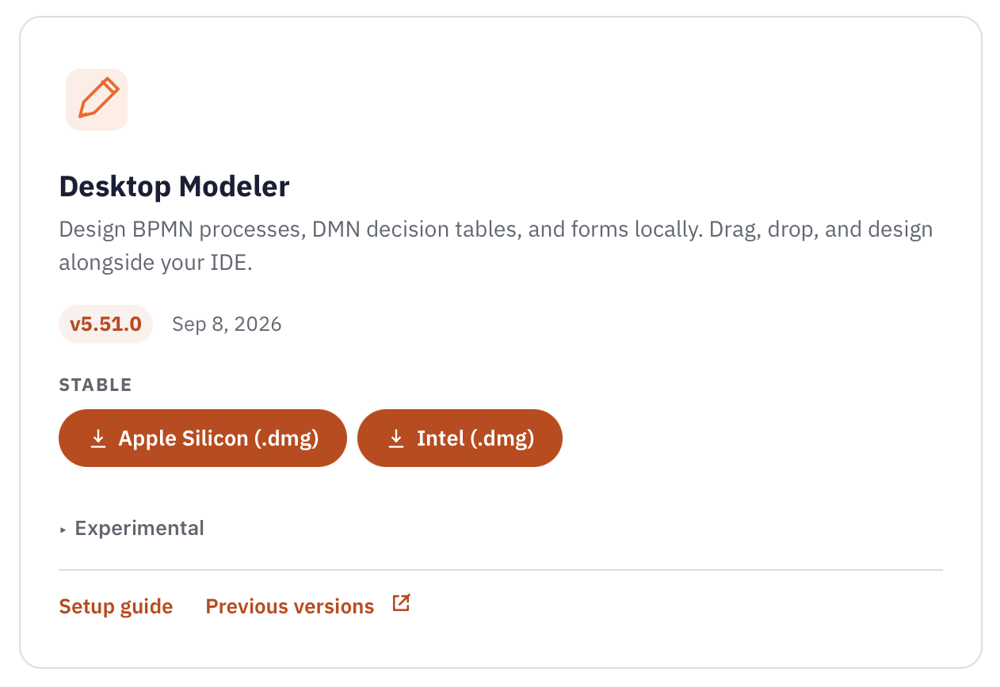 Desktop Modeler
Design BPMN processes, DMN decision tables, and forms locally. Drag, drop, and design
alongside your IDE.
v5.51.0 Sep 8, 2026
STABLE
Apple Silicon (.dmg) Intel (.dmg)
Experimental
Setup guide Previous versions